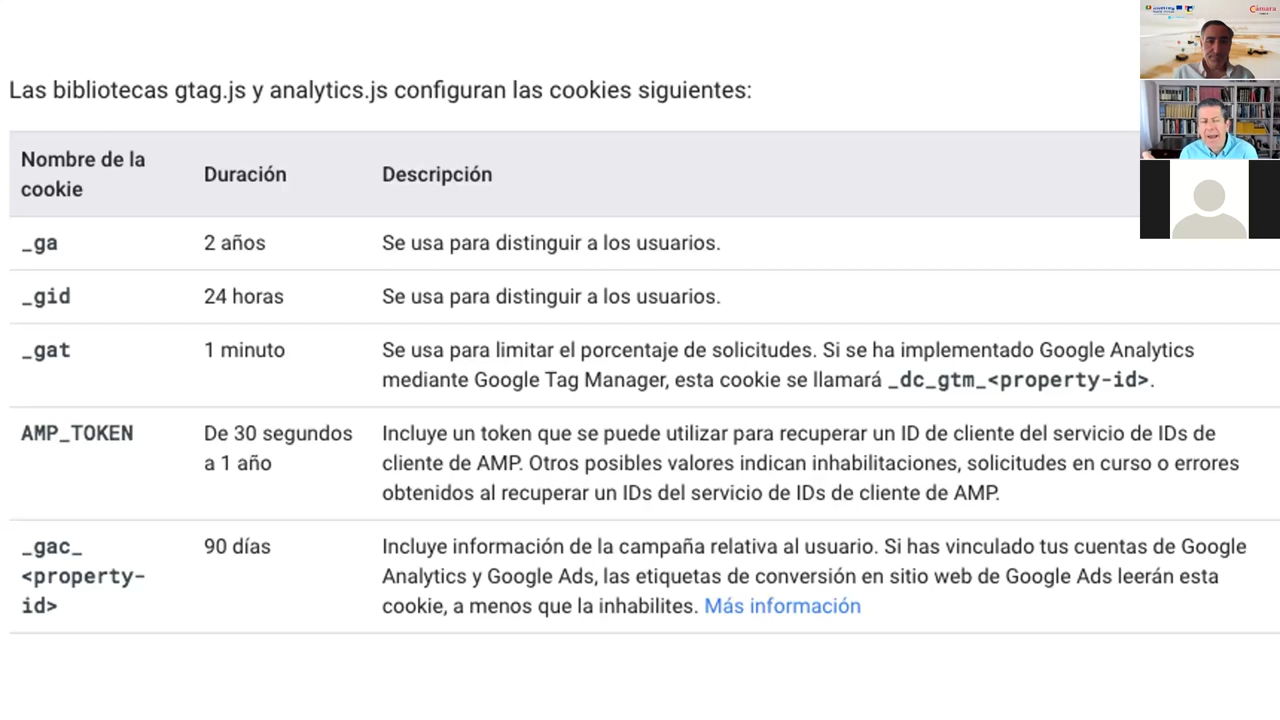 Las bibliotecas gtag.js y analytics.js configuran las cookies siguientes:
Nombre de la
cookie
Duración
Descripción
_ga
2 años
Se usa para distinguir a los usuarios.
_gid
24 horas
Se usa para distinguir a los usuarios.
_gat
1 minuto
Se usa para limitar el porcentaje de solicitudes. Si se ha implementado Google Analytics
mediante Google Tag Manager, esta cookie se llamará _dc_gtm_<property-id>.
AMP_TOKEN
De 30 segundos
a 1 año
Incluye un token que se puede utilizar para recuperar un ID de cliente del servicio de IDs de
cliente de AMP. Otros posibles valores indican inhabilitaciones, solicitudes en curso o errores
obtenidos al recuperar un IDs del servicio de IDs de cliente de AMP.
_gac_
<property-
id>
90 días
Incluye información de la campaña relativa al usuario. Si has vinculado tus cuentas de Google
Analytics y Google Ads, las etiquetas de conversión en sitio web de Google Ads leerán esta
cookie, a menos que la inhabilites. Más información
Cámara